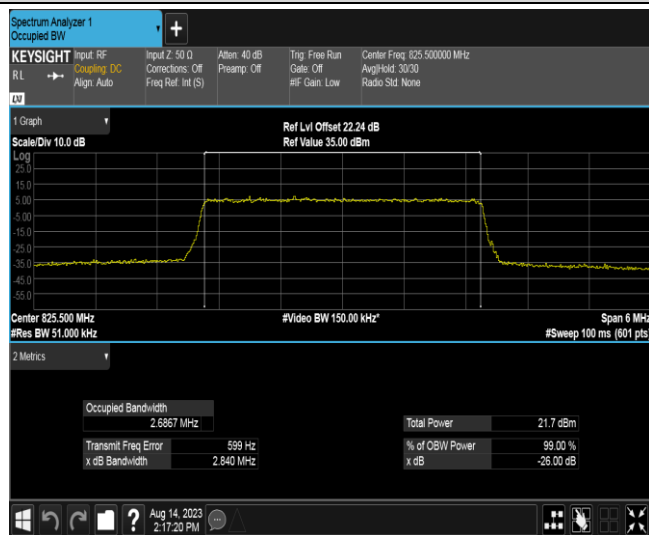 Spectrum Analyzer 1
Occupied BW
+
KEYSIGHT Input: RF Input Z: 50 Ω Atten: 40 dB Trig: Free Run Center Freq: 825.500000 MHz
RL Coupling: DC Corrections: Off Preamp: Off Gate: Off Avg|Hold: 30/30
Align: Auto Freq Ref: Int (S) #IF Gain: Low Radio Std: None
LXI
1 Graph
Ref Lvl Offset 22.24 dB
Scale/Div 10.0 dB Ref Value 35.00 dBm
Log
25.0
15.0
5.00
-5.00
-15.0
-25.0
-35.0
-45.0
-55.0
Center 825.500 MHz #Video BW 150.00 kHz* Span 6 MHz
#Res BW 51.000 kHz #Sweep 100 ms (601 pts)
2 Metrics
Occupied Bandwidth
2.6867 MHz Total Power 21.7 dBm
Transmit Freq Error 599 Hz % of OBW Power 99.00 %
x dB Bandwidth 2.840 MHz x dB -26.00 dB
? Aug 14, 2023
2:17:20 PM